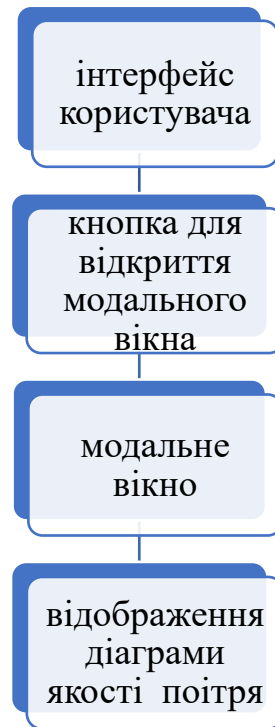 інтерфейс
користувача
кнопка для
відкриття
модального
вікна
модальне
вікно
відображення
діаграми
якості поітря